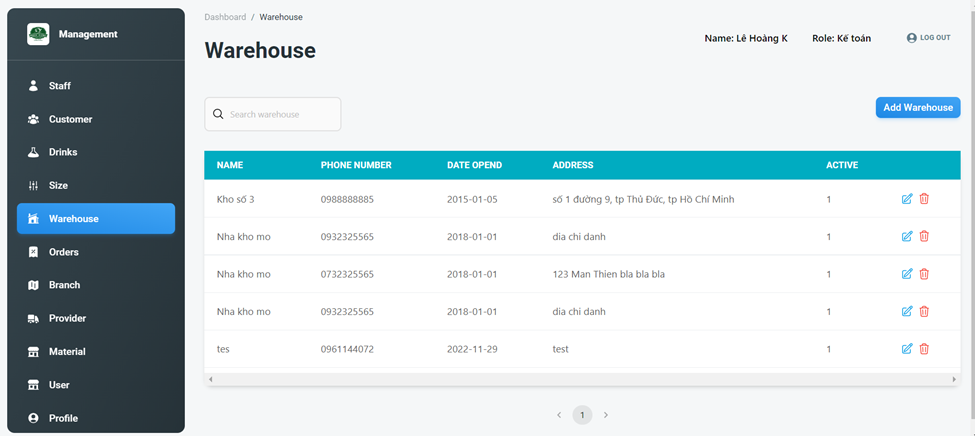 Management
Staff
Customer
Drinks
Size
Warehouse
Orders
Branch
Provider
Material
User
Profile
Dashboard / Warehouse
Warehouse
Name: Lê Hoàng K Role: Kế toán LOG OUT
Search warehouse
Add Warehouse
NAME PHONE NUMBER DATE OPEND ADDRESS ACTIVE
Kho số 3 0988888885 2015-01-05 số 1 đường 9, tp Thủ Đức, tp Hồ Chí Minh 1
Nha kho mo 0932325565 2018-01-01 dia chi danh 1
Nha kho mo 0732325565 2018-01-01 123 Man Thien bla bla bla 1
Nha kho mo 0932325565 2018-01-01 dia chi danh 1
tes 0961144072 2022-11-29 test 1
1